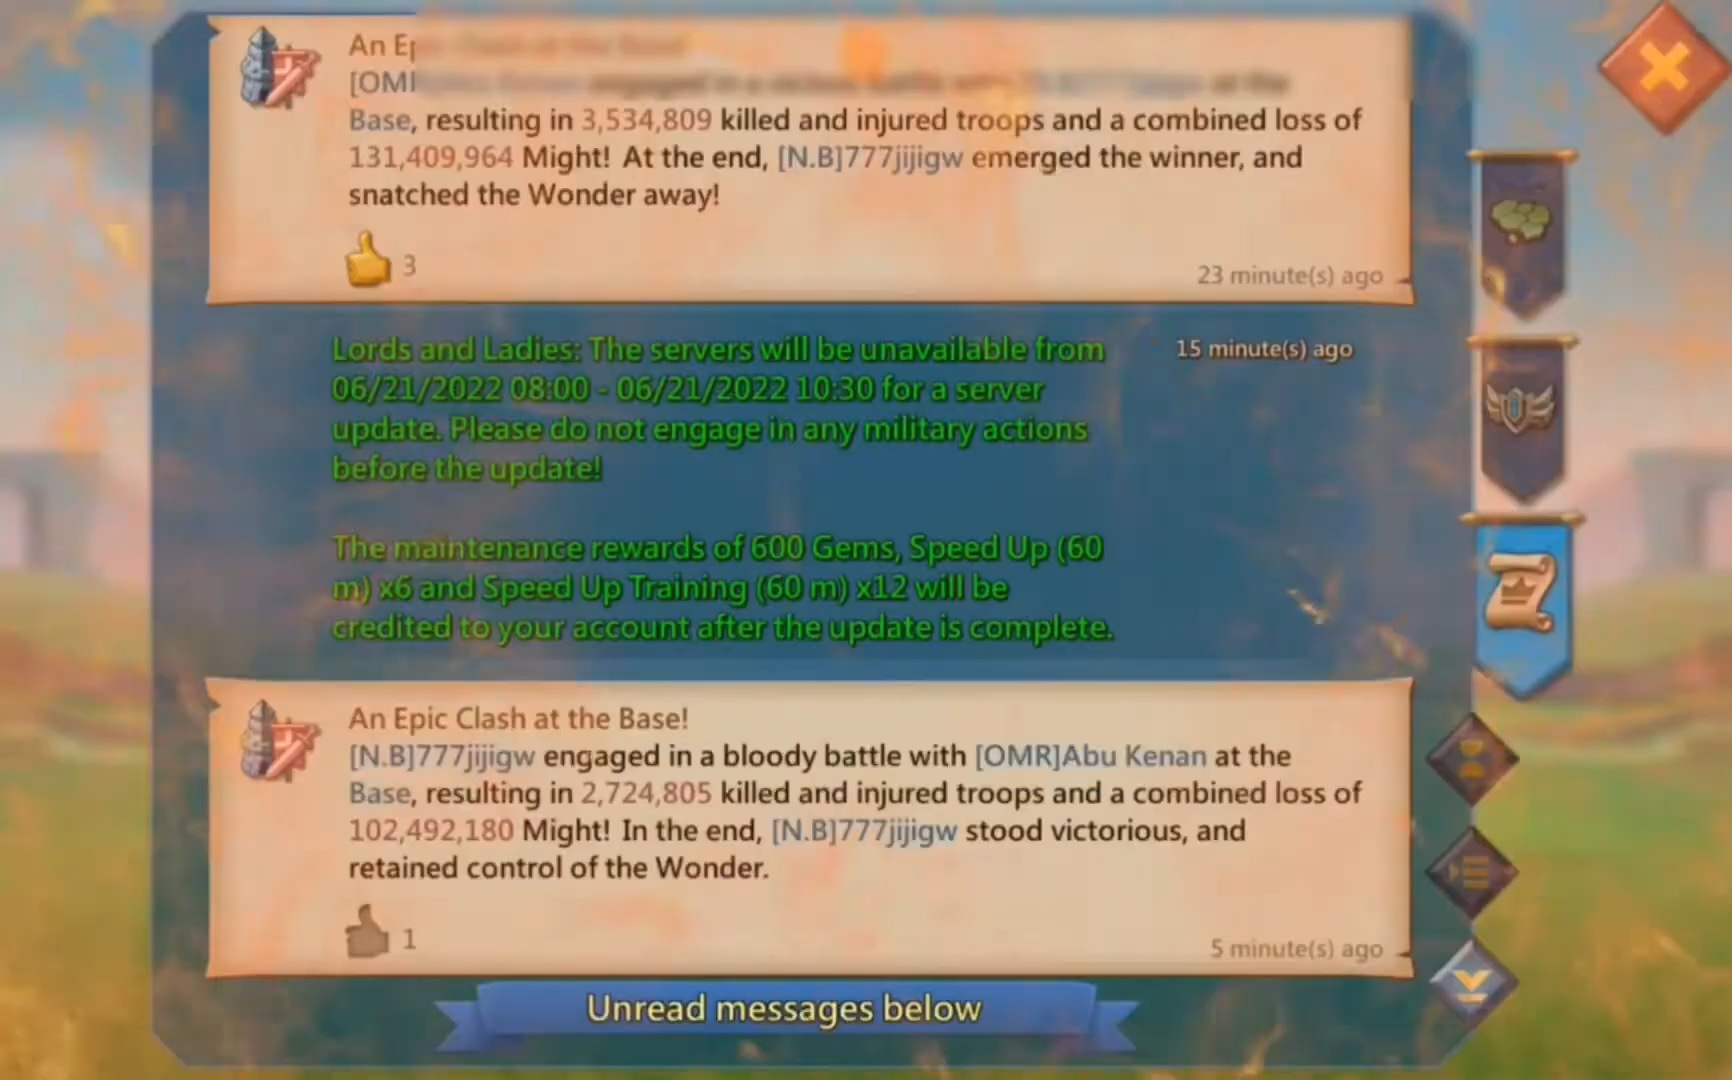 An Ep
[OM
Base, resulting in 3,534,809 killed and injured troops and a combined loss of
131,409,964 Might! At the end, [N.B]777jijigw emerged the winner, and
snatched the Wonder away!
3
23 minute(s) ago
Lords and Ladies: The servers will be unavailable from
15 minute(s) ago
06/21/2022 08:00 - 06/21/2022 10:30 for a server
update. Please do not engage in any military actions
before the update!
The maintenance rewards of 600 Gems, Speed Up (60
m) x6 and Speed Up Training (60 m) x12 will be
credited to your account after the update is complete.
An Epic Clash at the Base!
[N.B]777jijigw engaged in a bloody battle with [OMR]Abu Kenan at the
Base, resulting in 2,724,805 killed and injured troops and a combined loss of
102,492,180 Might! In the end, [N.B]777jijigw stood victorious, and
retained control of the Wonder.
1
5 minute(s) ago
Unread messages below